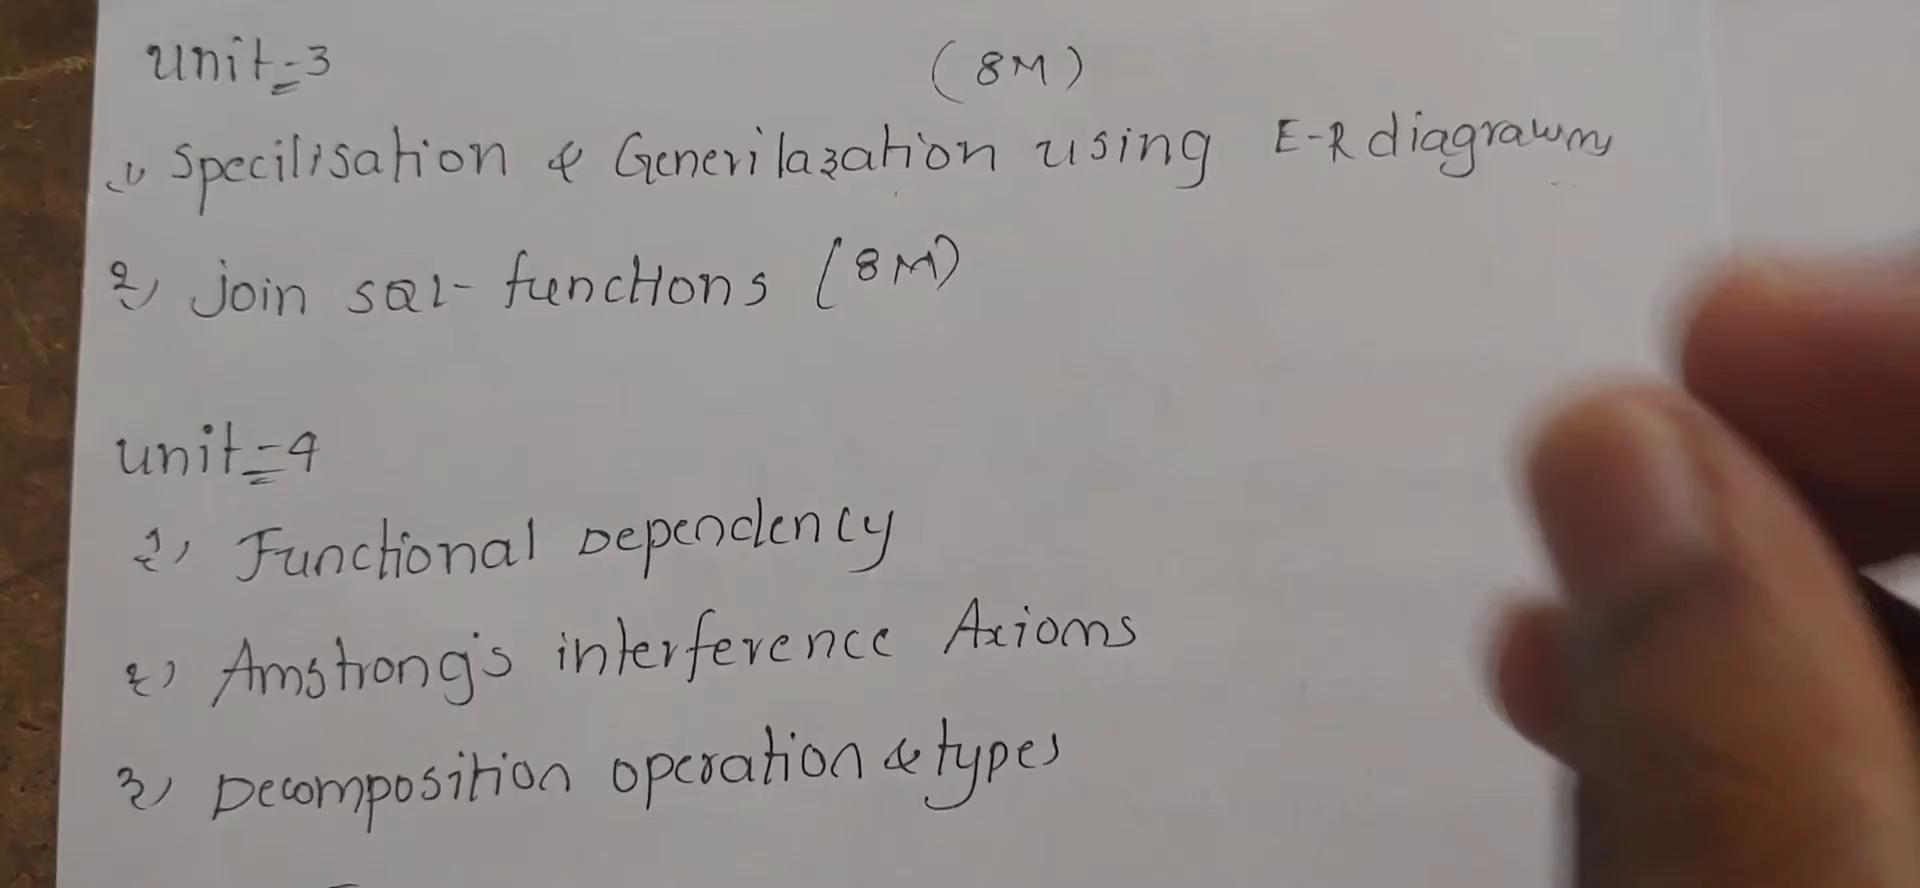 unit-3 (8M)
1) Specilisation & Generilazation using E-R diagrams
2) join SQL functions (8M)
unit-4
1) Functional Dependency
2) Amstrong's interference Axioms
3) Decomposition operation & types